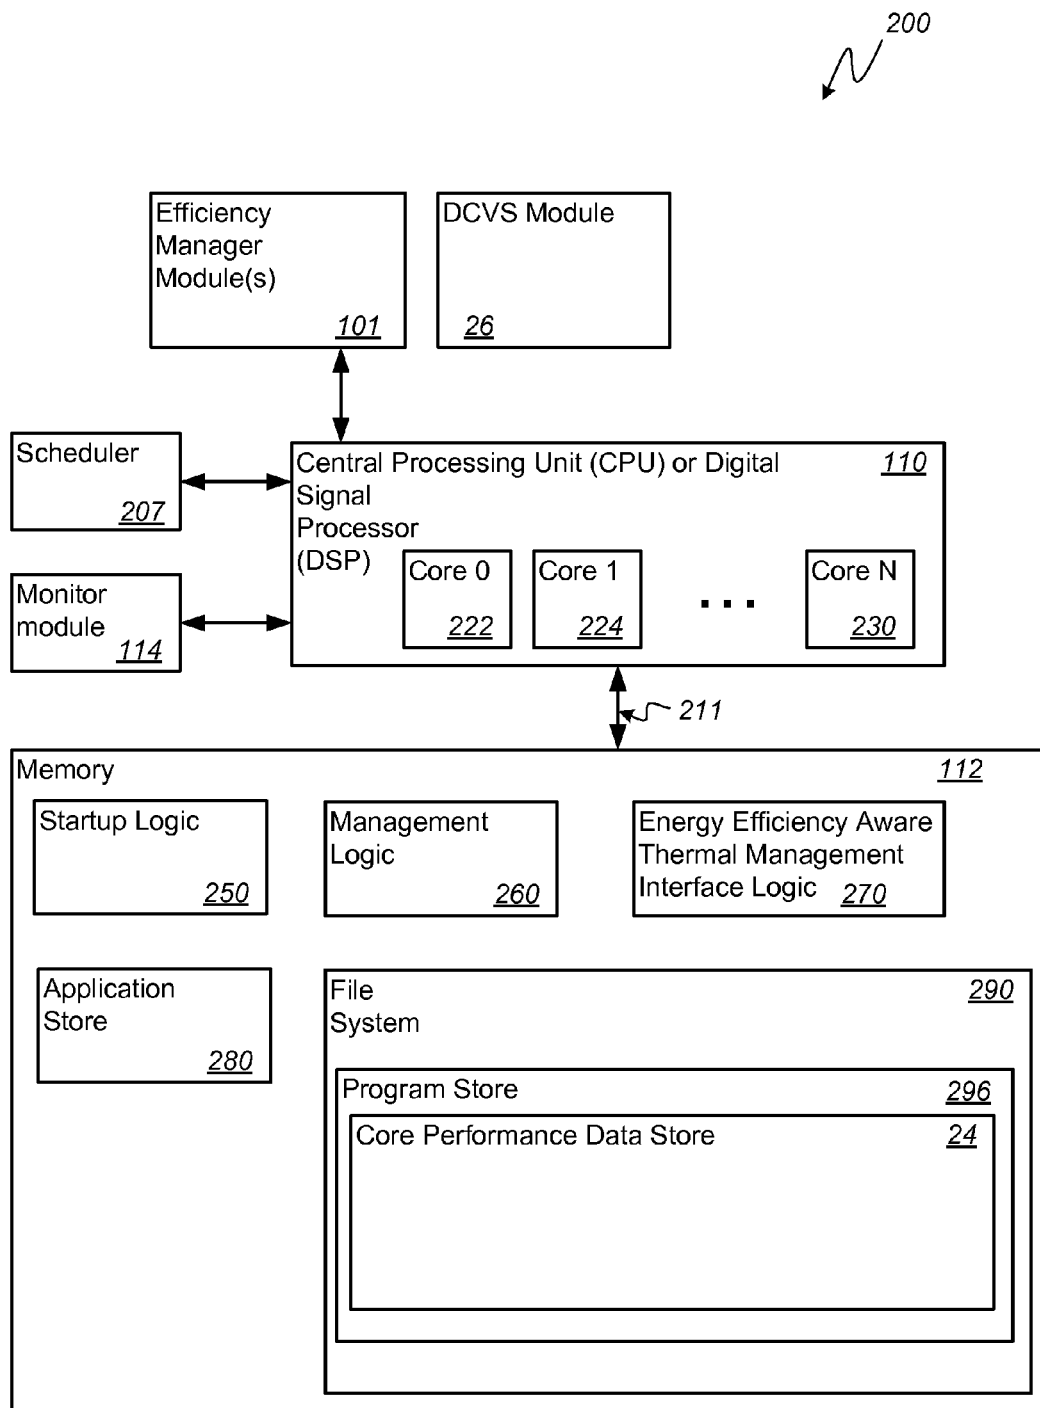 200
Efficiency
Manager
Module(s)
101
DCVS Module
26
Scheduler
207
Central Processing Unit (CPU) or Digital
Signal
Processor
(DSP)
110
Core 0
222
Core 1
224
...
Core N
230
Monitor
module
114
211
Memory
112
Startup Logic
250
Management
Logic
260
Energy Efficiency Aware
Thermal Management
Interface Logic 270
Application
Store
280
File
System
290
Program Store
296
Core Performance Data Store
24